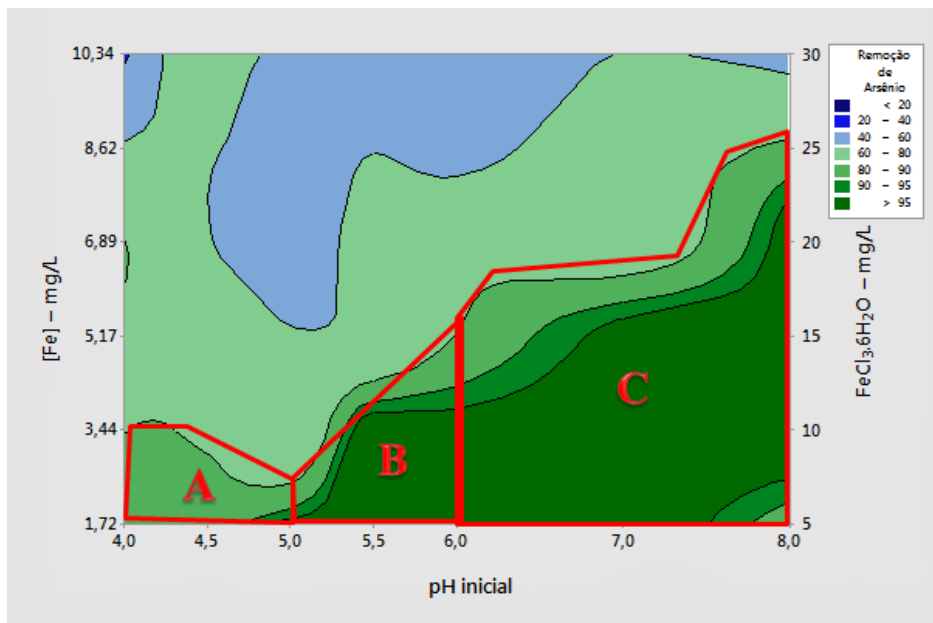 Remoção
de
Arsênio
< 20
20 – 40
40 – 60
60 – 80
80 – 90
90 – 95
> 95
10,34
8,62
6,89
5,17
3,44
1,72
[Fe] – mg/L
30
25
20
15
10
5
FeCl₃.6H₂O – mg/L
A
B
C
4,0 4,5 5,0 5,5 6,0 7,0 8,0
pH inicial